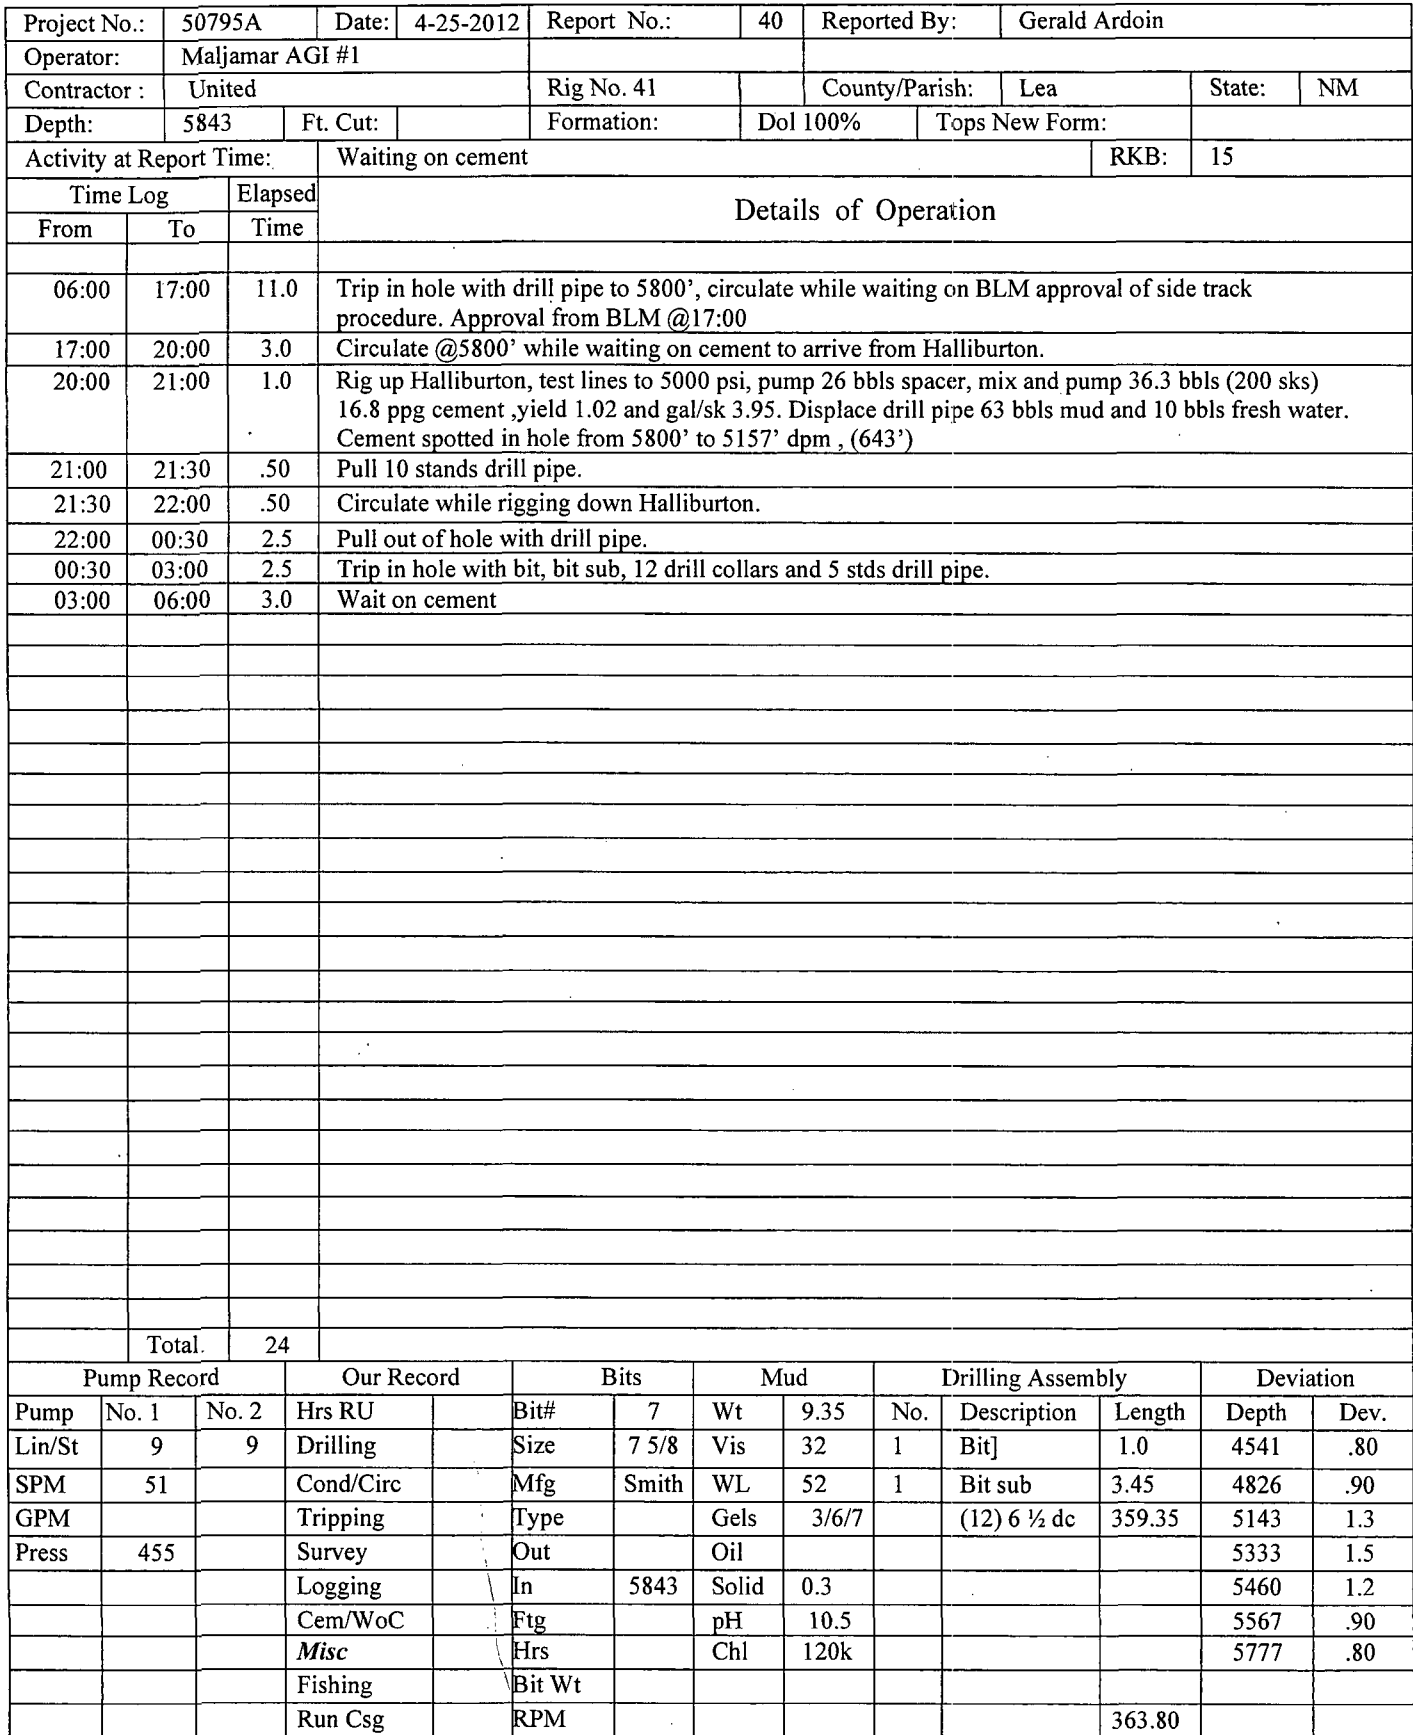 Project No.: 50795A Date: 4-25-2012 Report No.: 40 Reported By: Gerald Ardoin
Operator: Maljamar AGI #1
Contractor : United Rig No. 41 County/Parish: Lea State: NM
Depth: 5843 Ft. Cut: Formation: Dol 100% Tops New Form:
Activity at Report Time: Waiting on cement RKB: 15
Time Log Elapsed Details of Operation
From To Time
06:00 17:00 11.0 Trip in hole with drill pipe to 5800’, circulate while waiting on BLM approval of side track
procedure. Approval from BLM @17:00
17:00 20:00 3.0 Circulate @5800’ while waiting on cement to arrive from Halliburton.
20:00 21:00 1.0 Rig up Halliburton, test lines to 5000 psi, pump 26 bbls spacer, mix and pump 36.3 bbls (200 sks)
16.8 ppg cement ,yield 1.02 and gal/sk 3.95. Displace drill pipe 63 bbls mud and 10 bbls fresh water.
Cement spotted in hole from 5800’ to 5157’ dpm , (643’)
21:00 21:30 .50 Pull 10 stands drill pipe.
21:30 22:00 .50 Circulate while rigging down Halliburton.
22:00 00:30 2.5 Pull out of hole with drill pipe.
00:30 03:00 2.5 Trip in hole with bit, bit sub, 12 drill collars and 5 stds drill pipe.
03:00 06:00 3.0 Wait on cement
Total. 24
Pump Record Our Record Bits Mud Drilling Assembly Deviation
Pump No. 1 No. 2 Hrs RU Bit# 7 Wt 9.35 No. Description Length Depth Dev.
Lin/St 9 9 Drilling Size 7 5/8 Vis 32 1 Bit] 1.0 4541 .80
SPM 51 Cond/Circ Mfg Smith WL 52 1 Bit sub 3.45 4826 .90
GPM Tripping Type Gels 3/6/7 (12) 6 ½ dc 359.35 5143 1.3
Press 455 Survey Out Oil 5333 1.5
Logging In 5843 Solid 0.3 5460 1.2
Cem/WoC Ftg pH 10.5 5567 .90
Misc Hrs Chl 120k 5777 .80
Fishing Bit Wt
Run Csg RPM 363.80